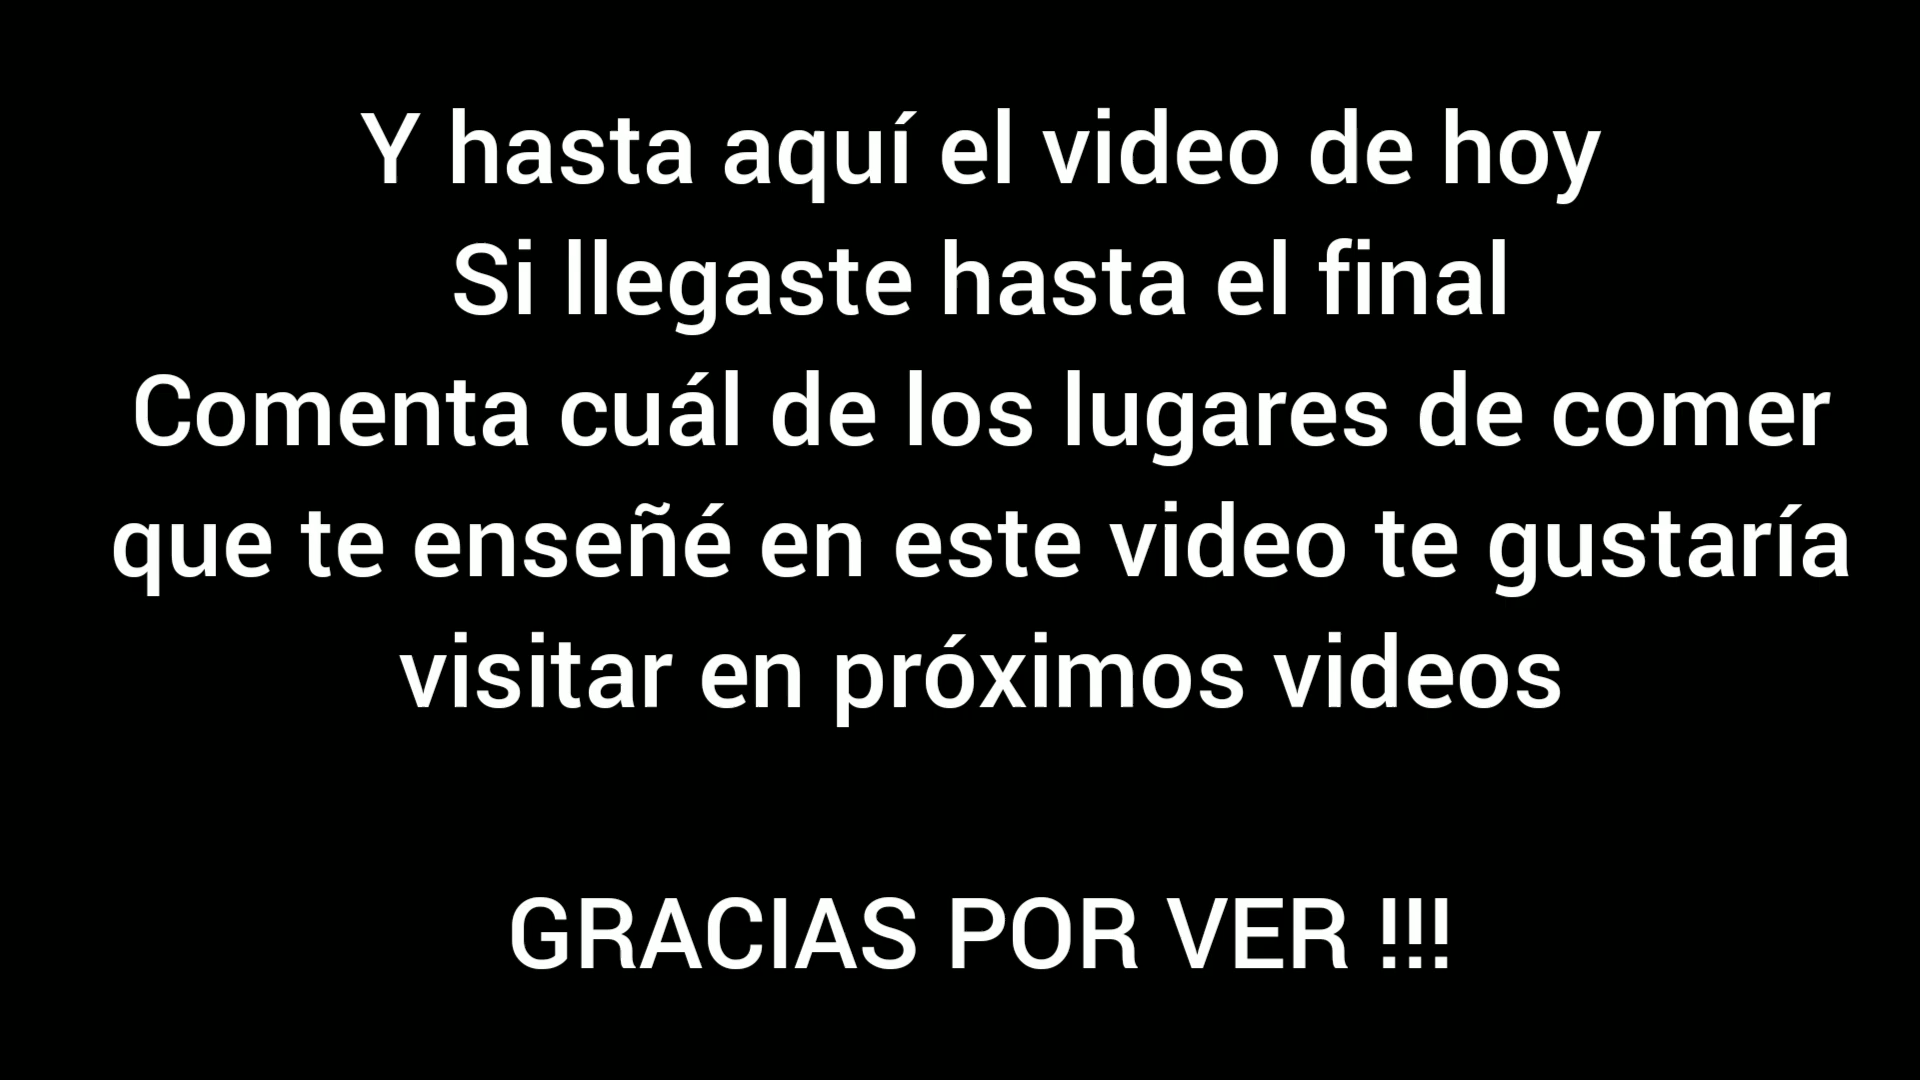 Y hasta aquí el video de hoy
Si llegaste hasta el final
Comenta cuál de los lugares de comer
que te enseñé en este video te gustaría
visitar en próximos videos
GRACIAS POR VER !!!